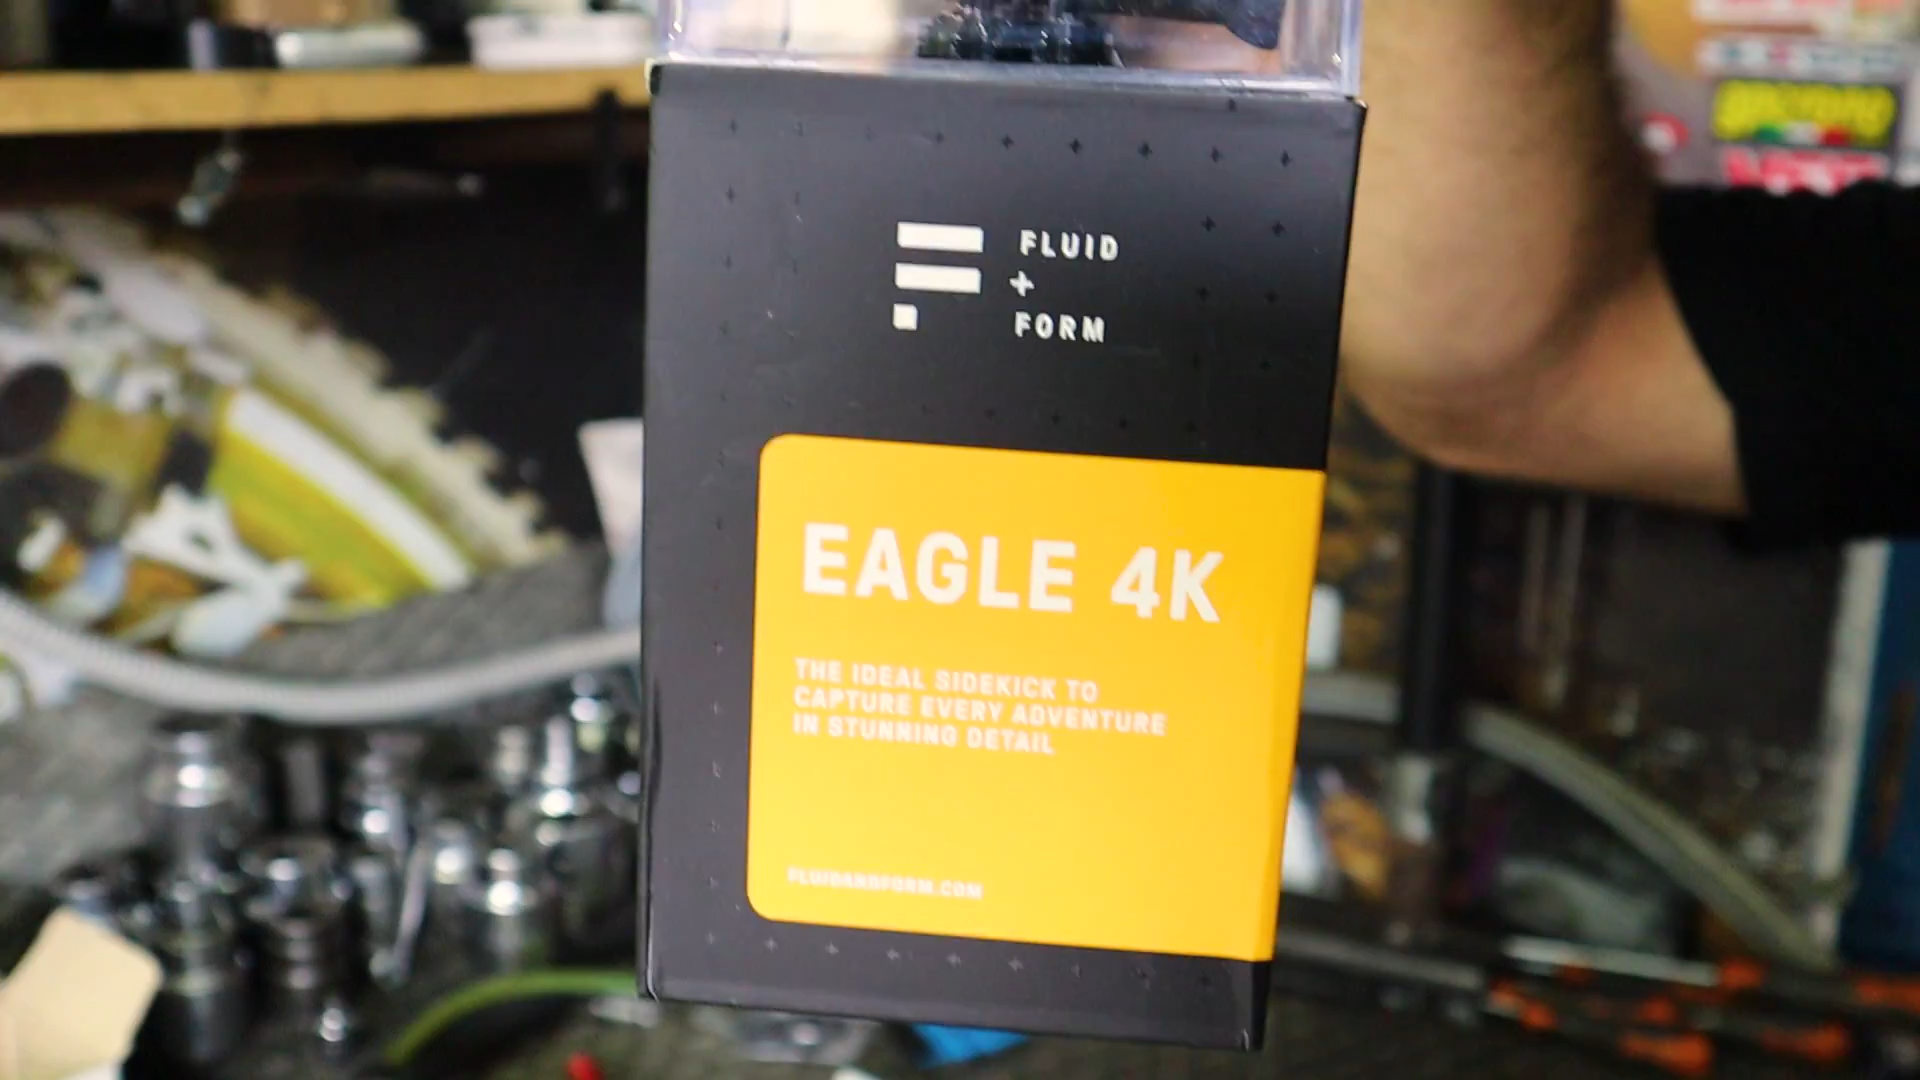 FLUID
+
FORM
EAGLE 4K
THE IDEAL SIDEKICK TO
CAPTURE EVERY ADVENTURE
IN STUNNING DETAIL
FLUIDANDFORM.COM